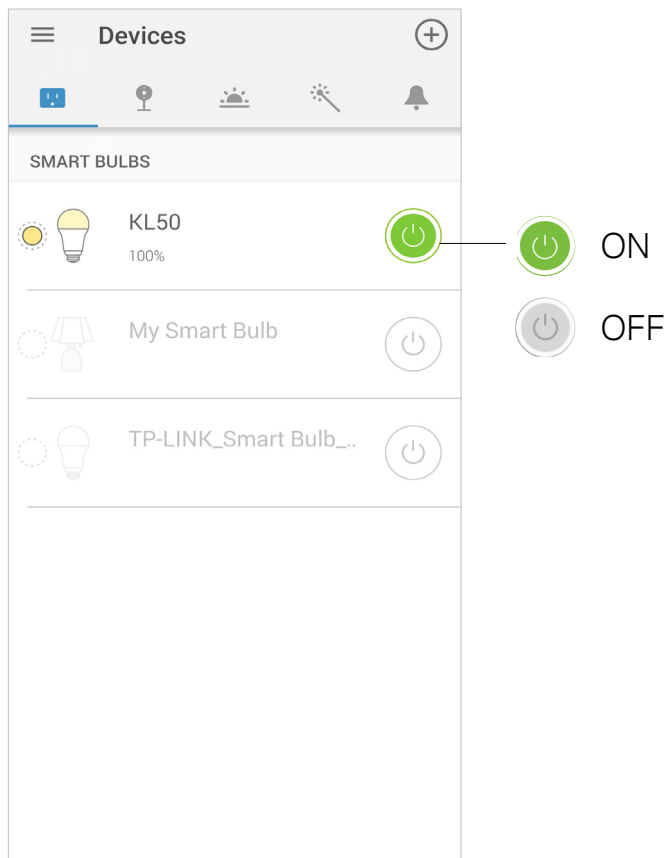 Devices
SMART BULBS
KL50
100%
ON
OFF
My Smart Bulb
TP-LINK_Smart Bulb_..